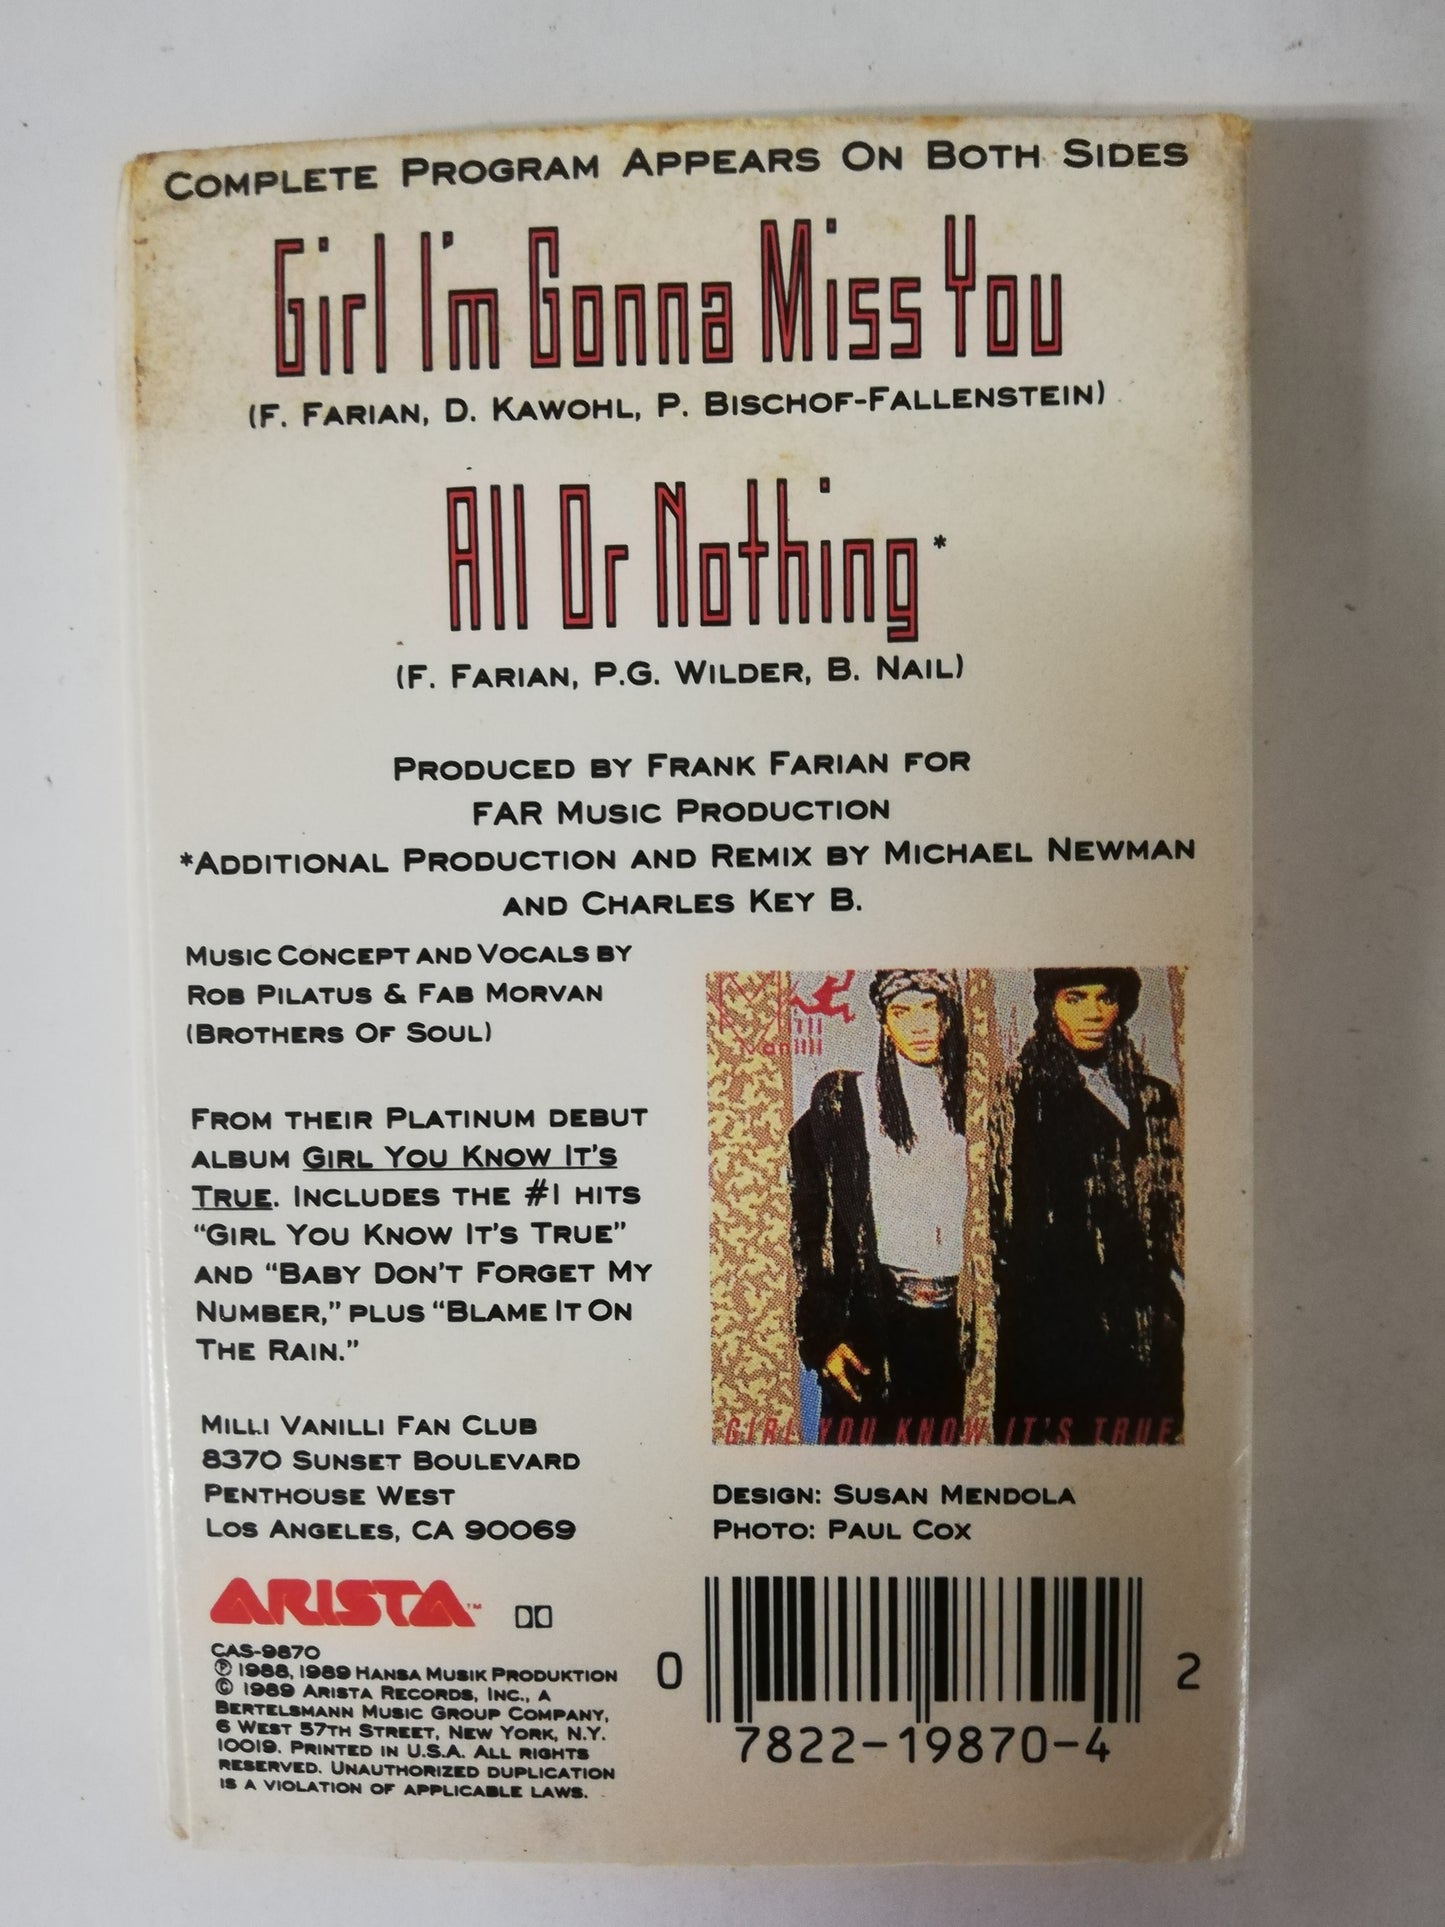 COMPLETE PROGRAM APPEARS ON BOTH SIDES
Girl I'm Gonna Miss You
(F. FARIAN, D. KAWOHL, P. BISCHOF-FALLENSTEIN)
All Or Nothing*
(F. FARIAN, P.G. WILDER, B. NAIL)
PRODUCED BY FRANK FARIAN FOR
FAR MUSIC PRODUCTION
*ADDITIONAL PRODUCTION AND REMIX BY MICHAEL NEWMAN
AND CHARLES KEY B.
MUSIC CONCEPT AND VOCALS BY
ROB PILATUS & FAB MORVAN
(BROTHERS OF SOUL)
FROM THEIR PLATINUM DEBUT
ALBUM GIRL YOU KNOW IT'S
TRUE. INCLUDES THE #1 HITS
"GIRL YOU KNOW IT'S TRUE"
AND "BABY DON'T FORGET MY
NUMBER," PLUS "BLAME IT ON
THE RAIN."
MILLI VANILLI FAN CLUB
8370 SUNSET BOULEVARD
PENTHOUSE WEST
LOS ANGELES, CA 90069
Milli
Vanilli
GIRL YOU KNOW IT'S TRUE
DESIGN: SUSAN MENDOLA
PHOTO: PAUL COX
ARISTA™
CAS-9870
℗ 1988, 1989 HANSA MUSIK PRODUKTION
© 1989 ARISTA RECORDS, INC., A
BERTELSMANN MUSIC GROUP COMPANY,
6 WEST 57TH STREET, NEW YORK, N.Y.
10019. PRINTED IN U.S.A. ALL RIGHTS
RESERVED. UNAUTHORIZED DUPLICATION
IS A VIOLATION OF APPLICABLE LAWS.
0 2
7822-19870-4